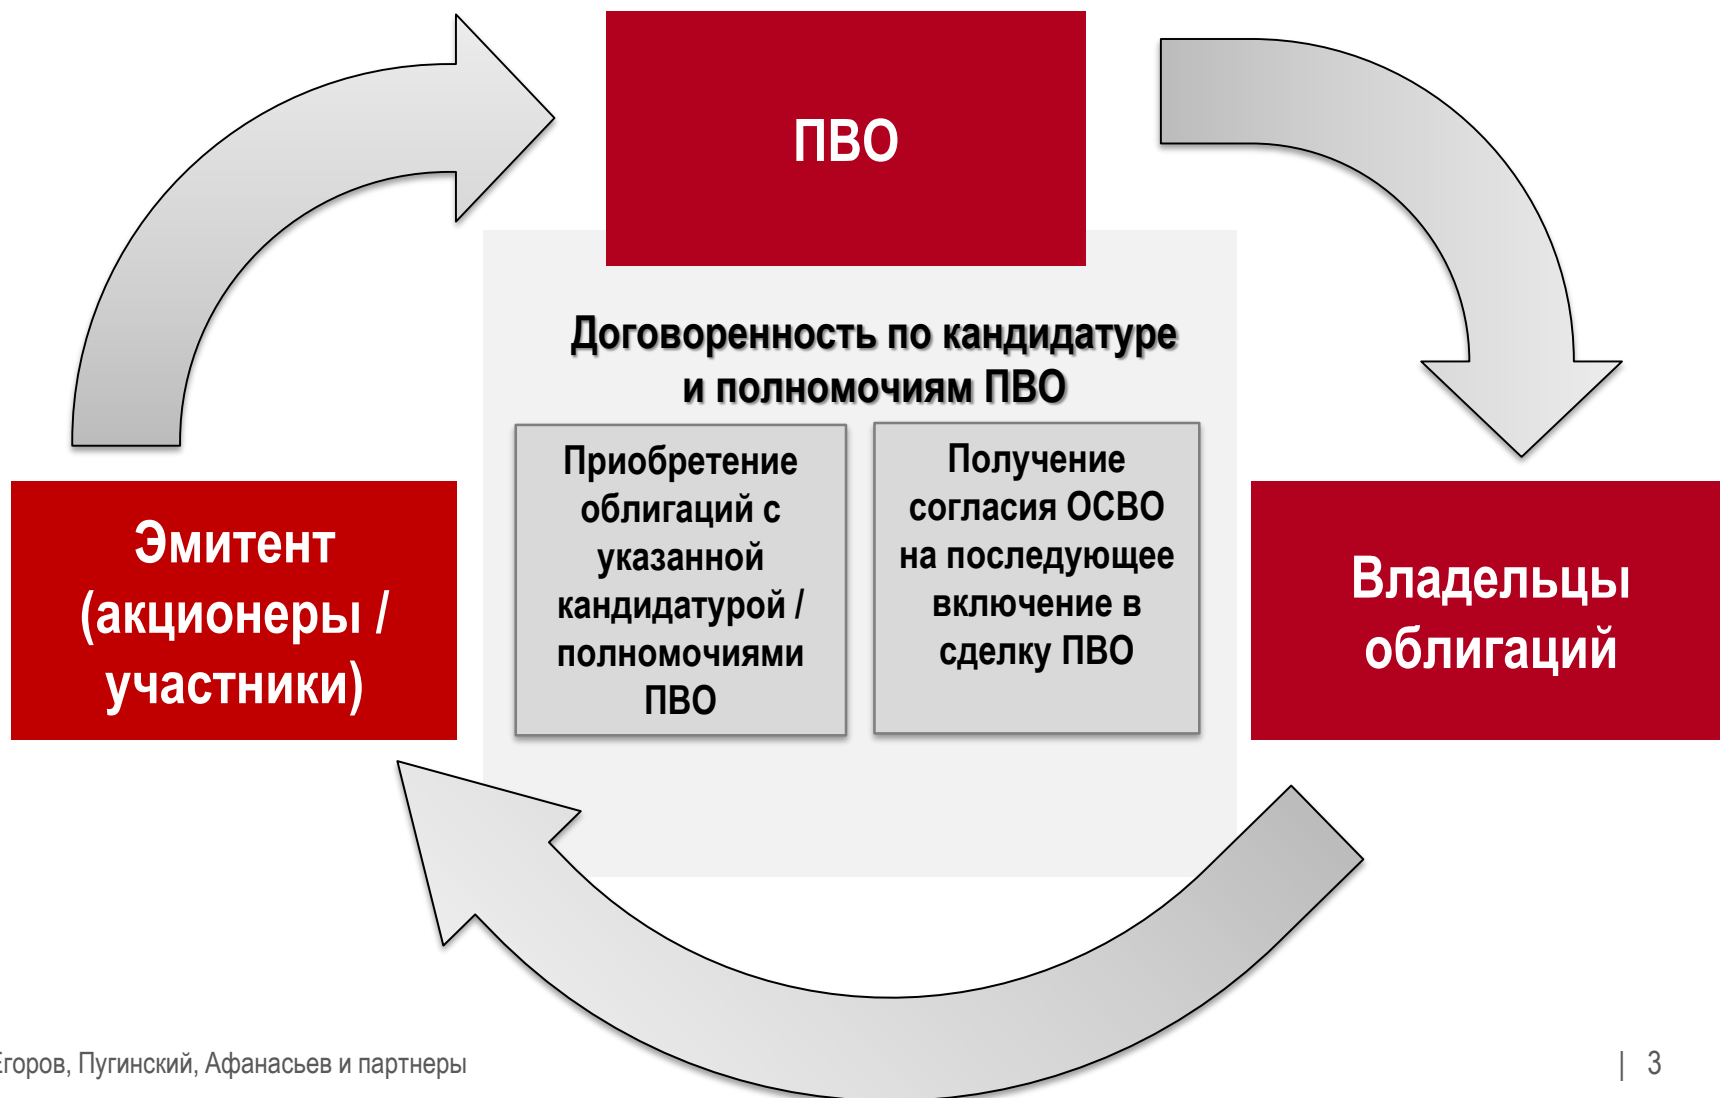 ПВО
Договоренность по кандидатуре
и полномочиям ПВО
Приобретение
облигаций с
указанной
кандидатурой /
полномочиями
ПВО
Получение
согласия ОСВО
на последующее
включение в
сделку ПВО
Эмитент
(акционеры /
участники)
Владельцы
облигаций
Егоров, Пугинский, Афанасьев и партнеры
| 3